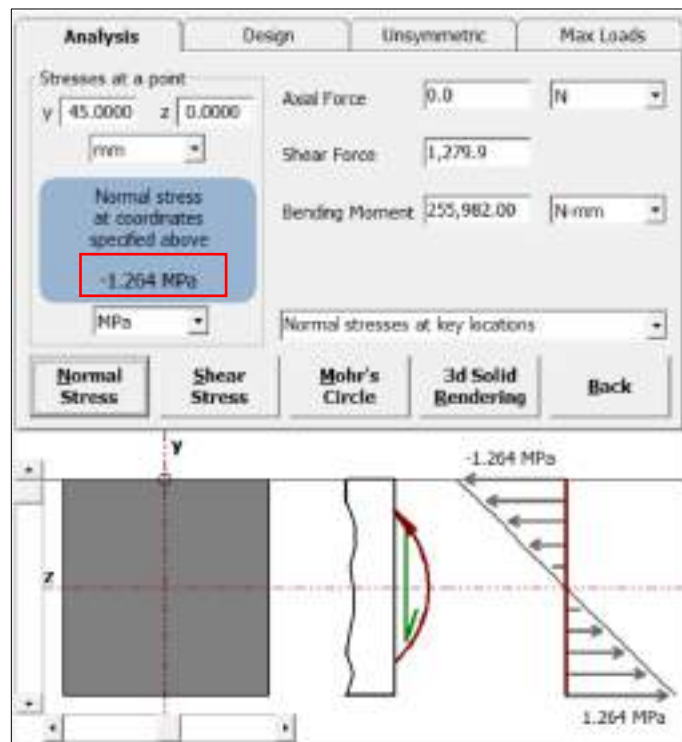 Analysis Design Unsymmetric Max Loads
Stresses at a point
y 45.0000 z 0.0000
mm
Normal stress
at coordinates
specified above
-1.264 MPa
MPa
Axial Force 0.0 N
Shear Force 1,279.9
Bending Moment 255,982.00 N-mm
Normal stresses at key locations
Normal Stress
Shear Stress
Mohr's Circle
3d Solid Rendering
Back
y
-1.264 MPa
z
1.264 MPa